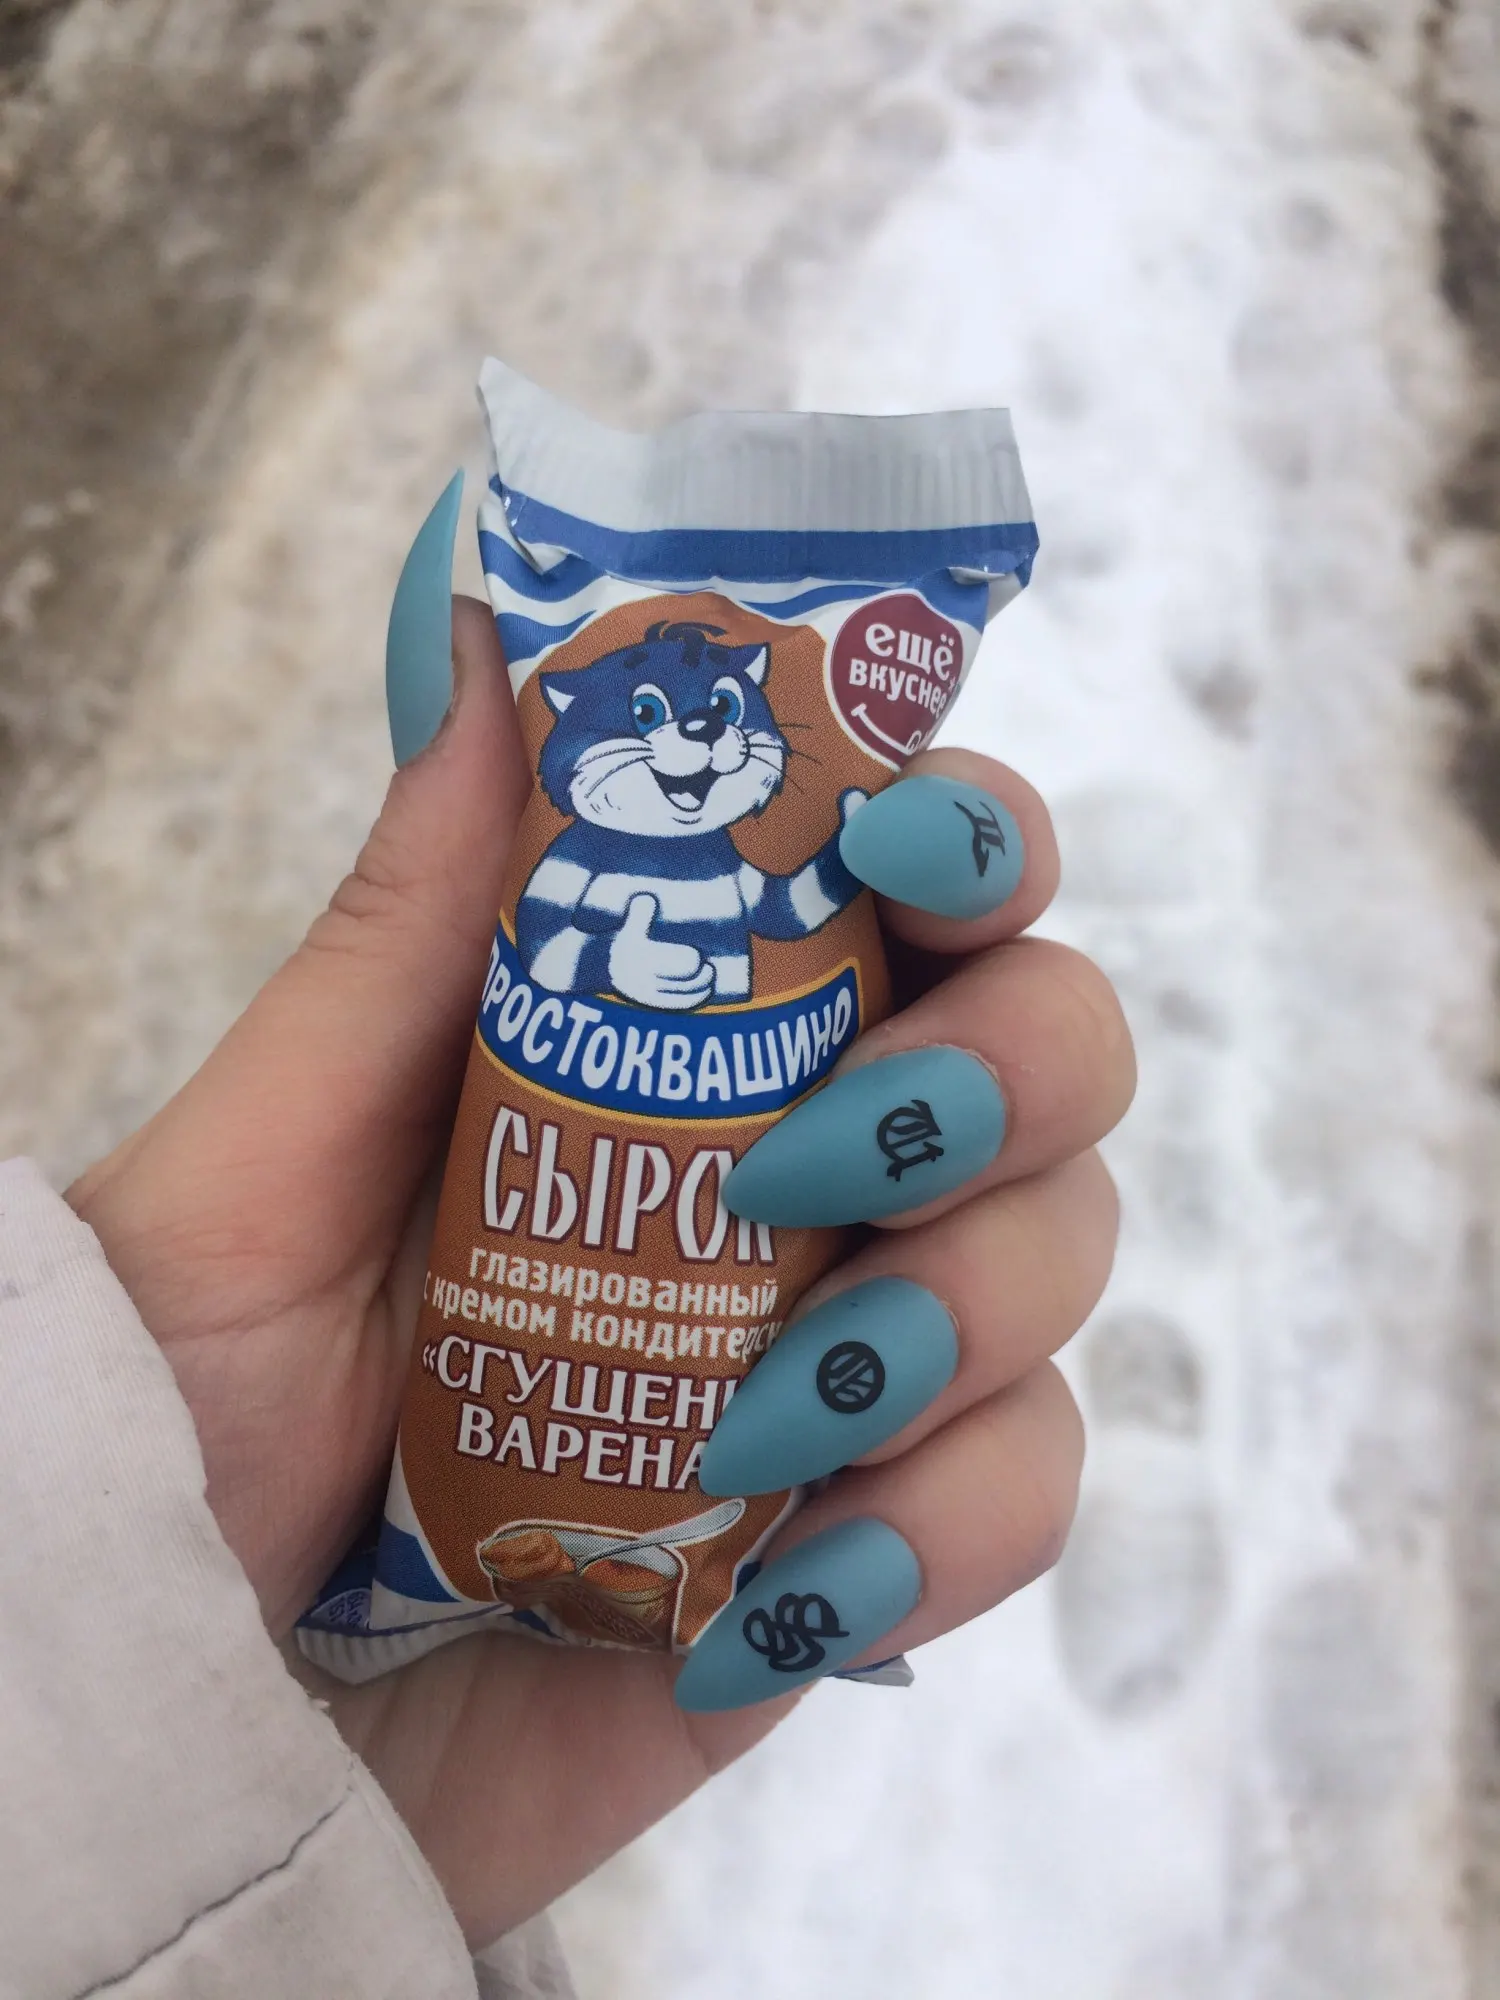 ещё
вкуснее
ПРОСТОКВАШИНО
СЫРОК
глазированный
с кремом кондитерск
«СГУЩЕН
ВАРЕНА